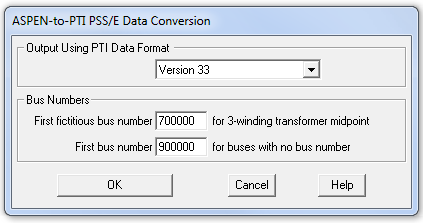 ASPEN-to-PTI PSS/E Data Conversion
Output Using PTI Data Format
Version 33
Bus Numbers
First fictitious bus number 700000 for 3-winding transformer midpoint
First bus number 900000 for buses with no bus number
OK Cancel Help